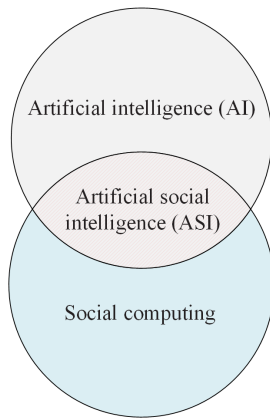 Artificial intelligence (AI)
Artificial social
intelligence (ASI)
Social computing